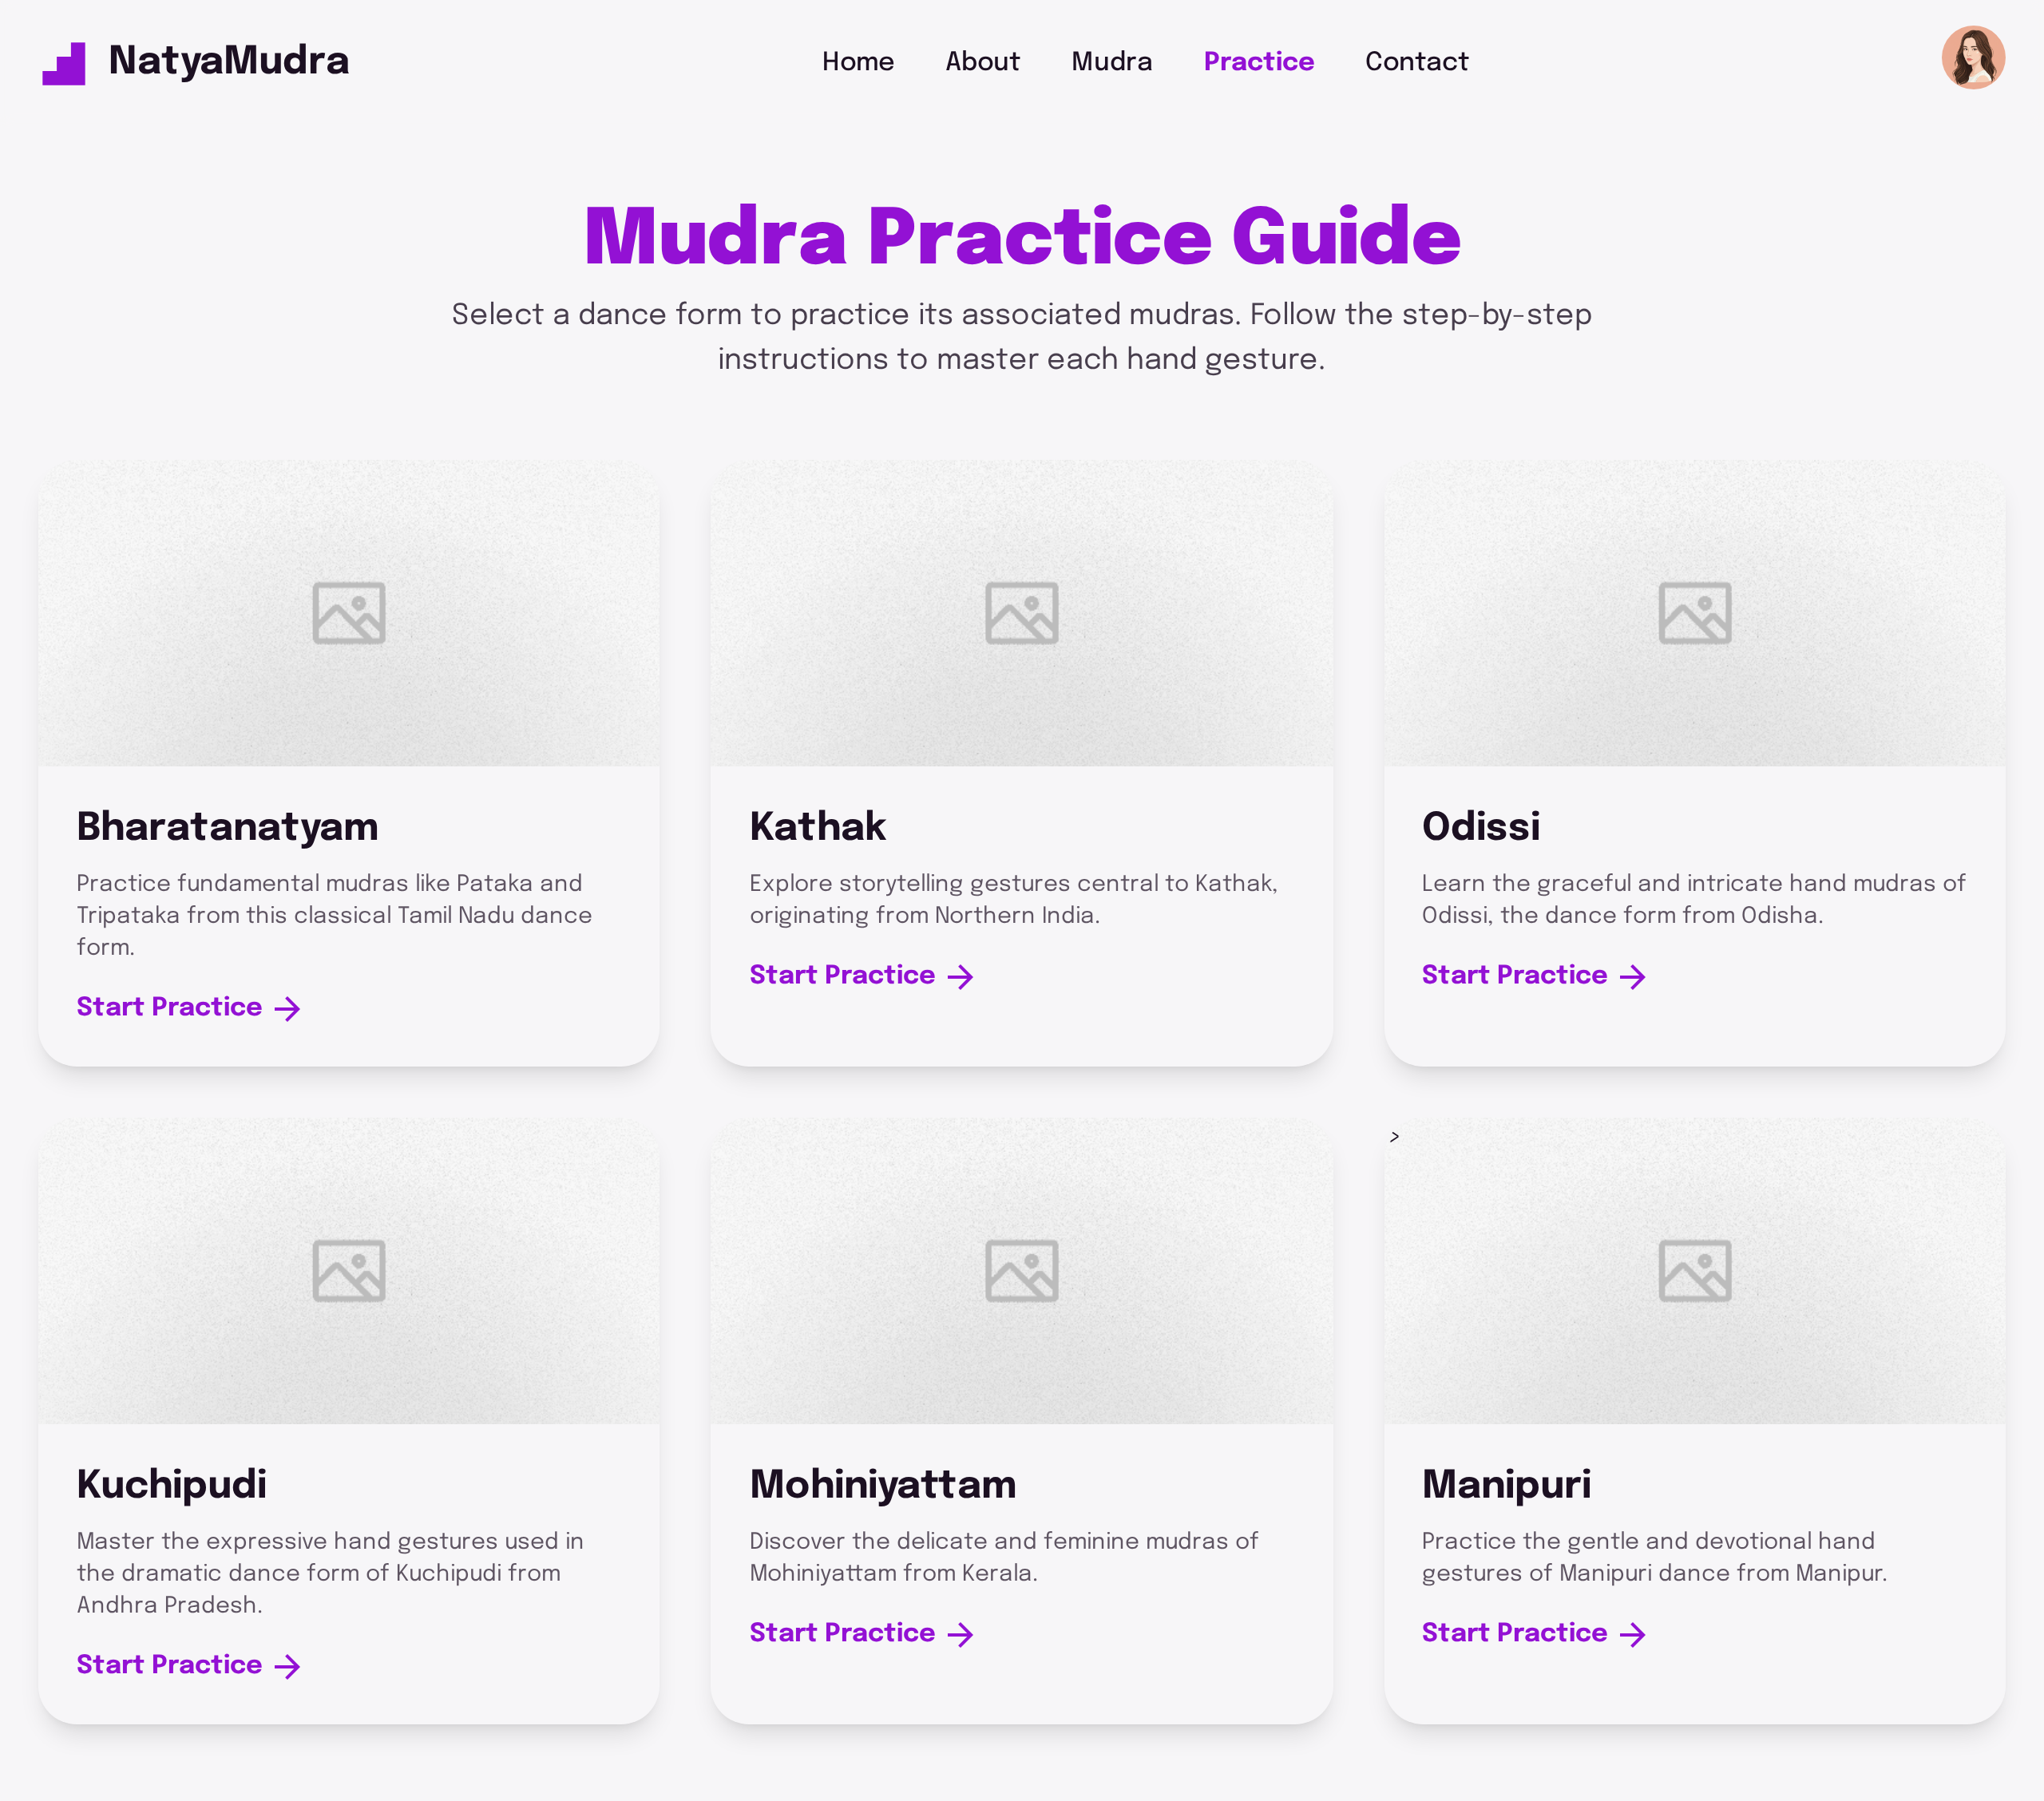 NatyaMudra
Home
About
Mudra
Practice
Contact
Mudra Practice Guide
Select a dance form to practice its associated mudras. Follow the step-by-step
instructions to master each hand gesture.
Bharatanatyam
Practice fundamental mudras like Pataka and
Tripataka from this classical Tamil Nadu dance
form.
Start Practice →
Kathak
Explore storytelling gestures central to Kathak,
originating from Northern India.
Start Practice →
Odissi
Learn the graceful and intricate hand mudras of
Odissi, the dance form from Odisha.
Start Practice →
Kuchipudi
Master the expressive hand gestures used in
the dramatic dance form of Kuchipudi from
Andhra Pradesh.
Start Practice →
Mohiniyattam
Discover the delicate and feminine mudras of
Mohiniyattam from Kerala.
Start Practice →
>
Manipuri
Practice the gentle and devotional hand
gestures of Manipuri dance from Manipur.
Start Practice →